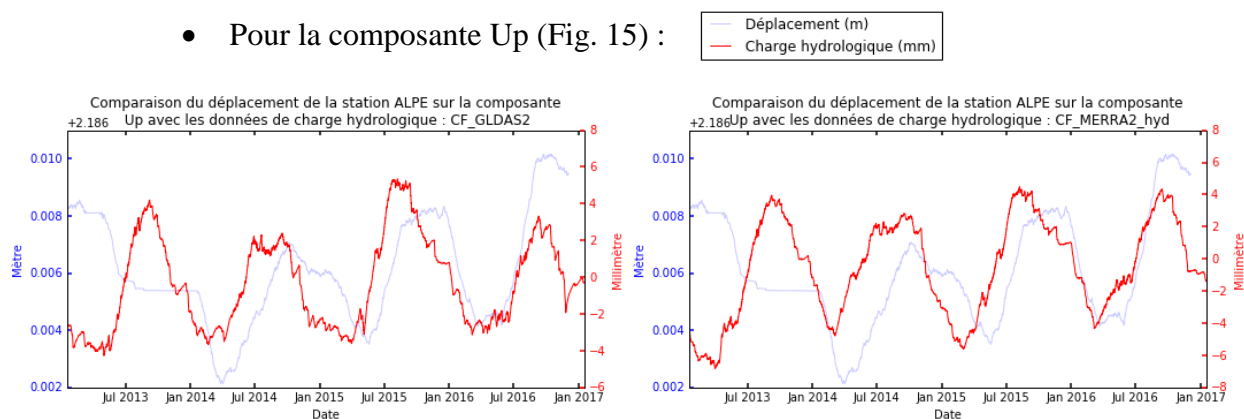 • Pour la composante Up (Fig. 15) :
Déplacement (m)
Charge hydrologique (mm)
Comparaison du déplacement de la station ALPE sur la composante
Up avec les données de charge hydrologique : CF_GLDAS2
+2.186
0.010
0.008
0.006
0.004
0.002
Mètre
8
6
4
2
0
−2
−4
−6
Millimètre
Jul 2013 Jan 2014 Jul 2014 Jan 2015 Jul 2015 Jan 2016 Jul 2016 Jan 2017
Date
Comparaison du déplacement de la station ALPE sur la composante
Up avec les données de charge hydrologique : CF_MERRA2_hyd
+2.186
0.010
0.008
0.006
0.004
0.002
Mètre
8
6
4
2
0
−2
−4
−6
−8
Millimètre
Jul 2013 Jan 2014 Jul 2014 Jan 2015 Jul 2015 Jan 2016 Jul 2016 Jan 2017
Date